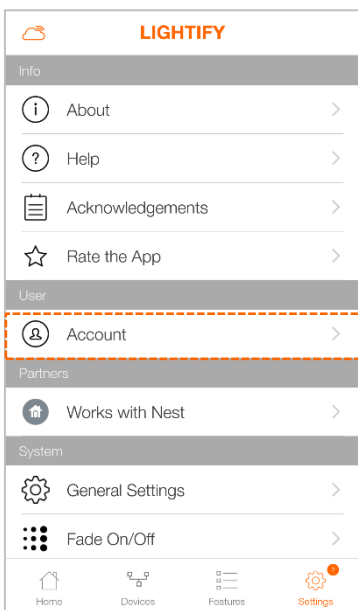 LIGHTIFY
Info
About
Help
Acknowledgements
Rate the App
User
Account
Partners
Works with Nest
System
General Settings
Fade On/Off
Home Devices Features Settings